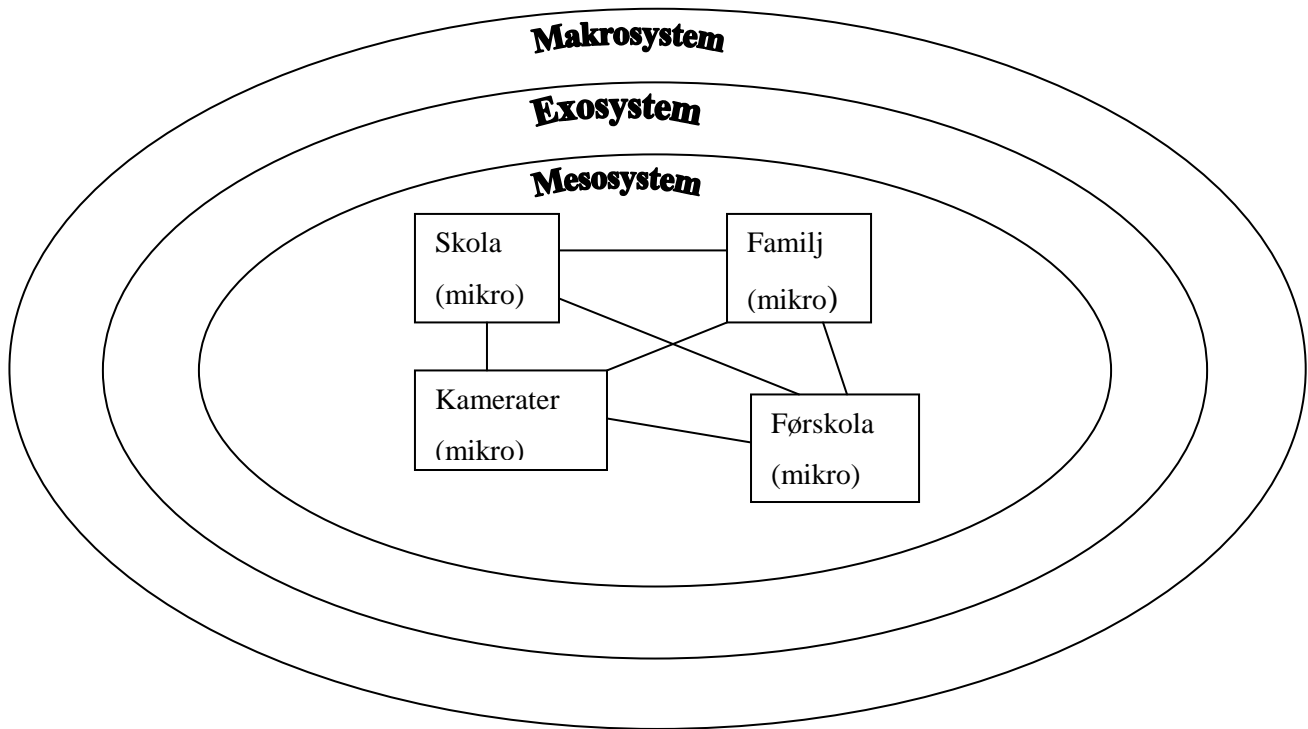 Makrosystem
Exosystem
Mesosystem
Skola
(mikro)
Familj
(mikro)
Kamerater
(mikro)
Førskola
(mikro)